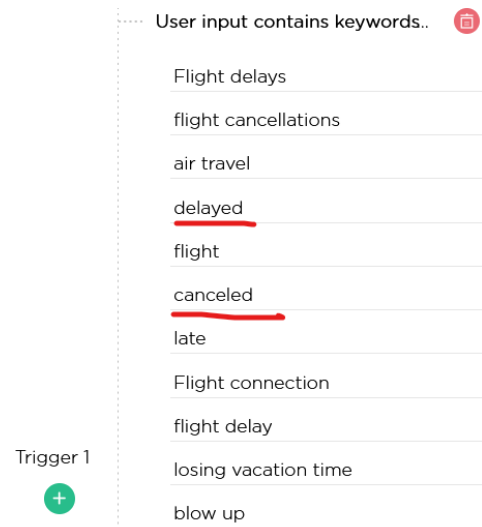 User input contains keywords..
Flight delays
flight cancellations
air travel
delayed
flight
canceled
late
Flight connection
flight delay
Trigger 1
losing vacation time
blow up